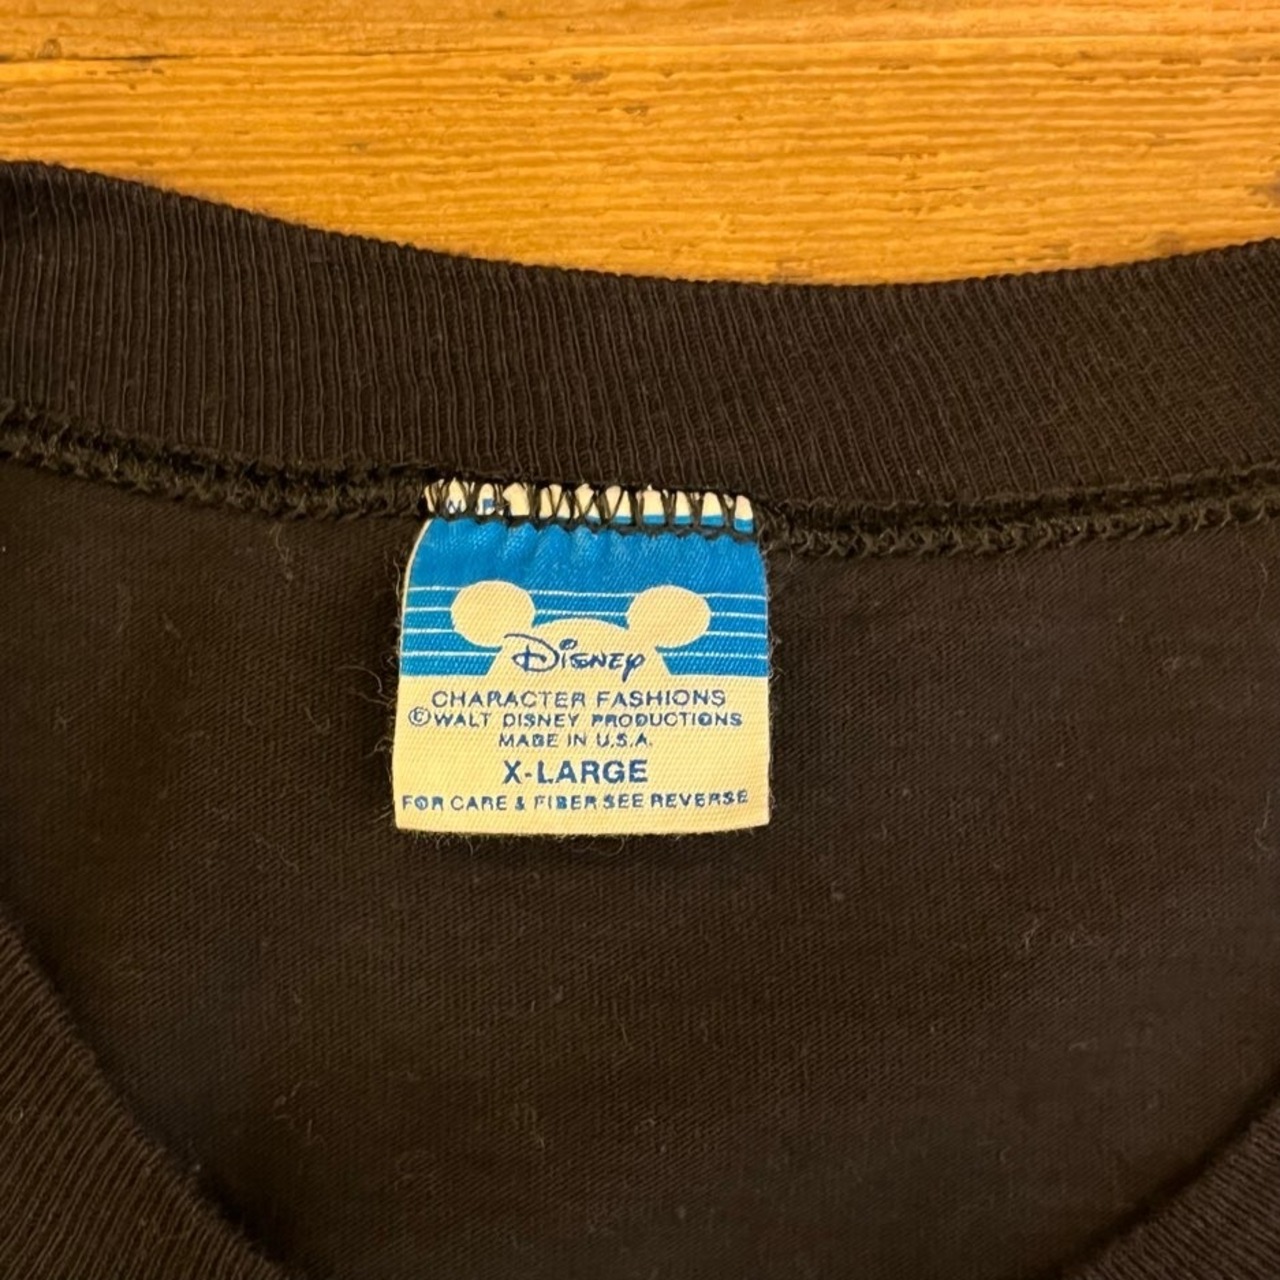 Disney
CHARACTER FASHIONS
©WALT DISNEY PRODUCTIONS
MADE IN U.S.A.
X-LARGE
FOR CARE & FIBER SEE REVERSE